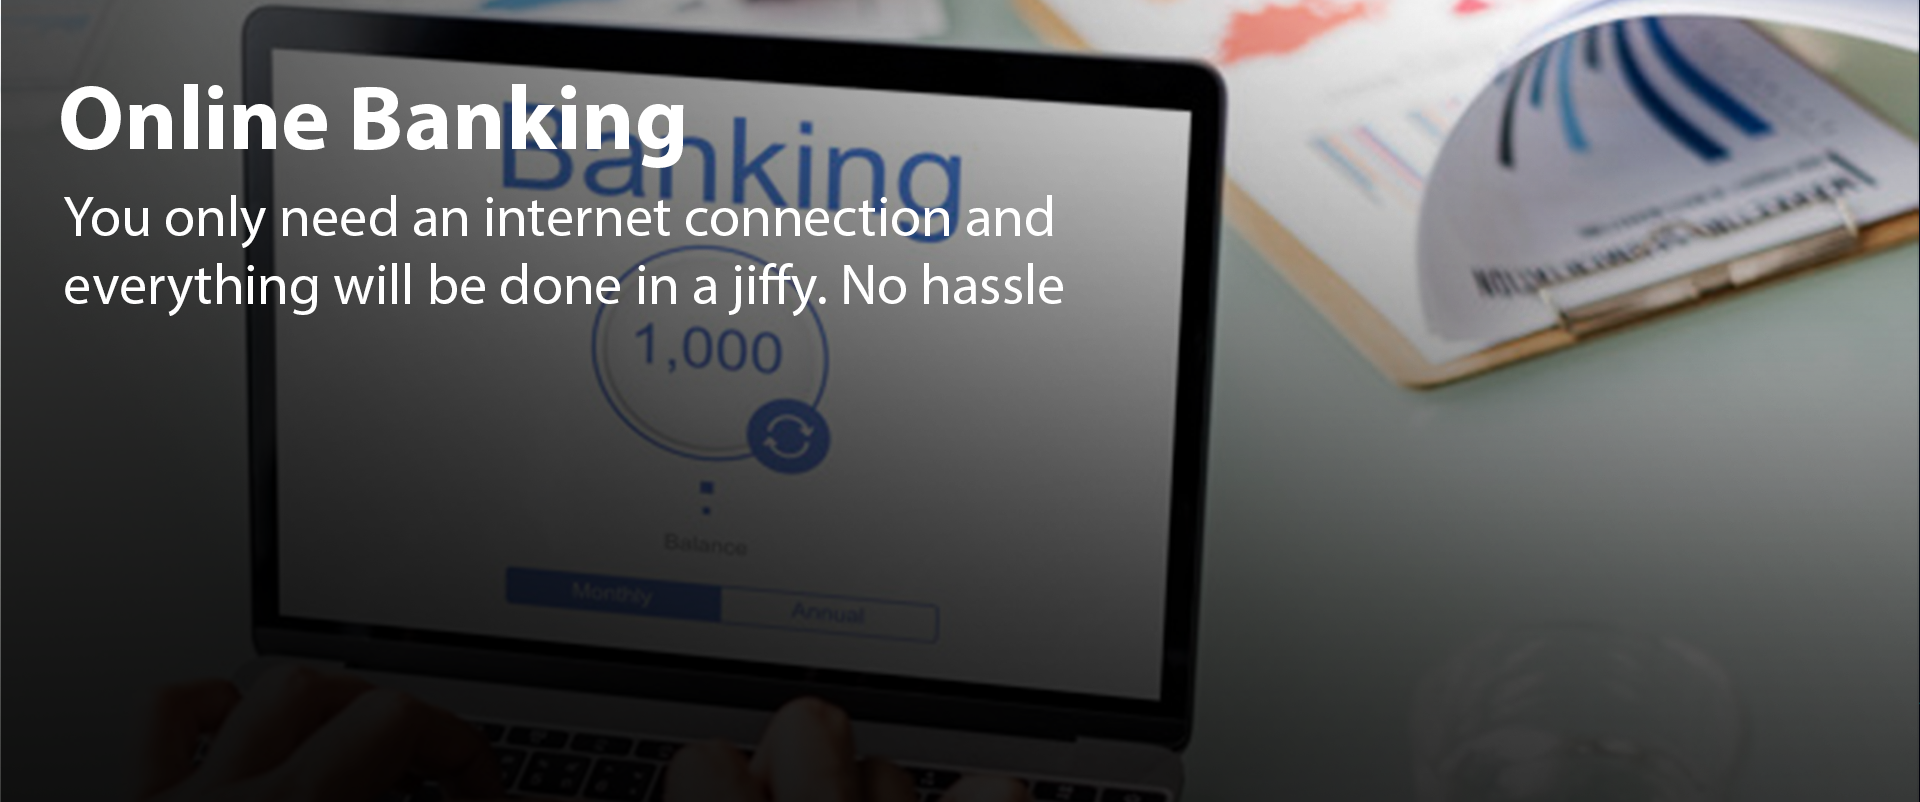 Online Banking
You only need an internet connection and
everything will be done in a jiffy. No hassle
Banking
1,000
Balance
Monthly
Annual